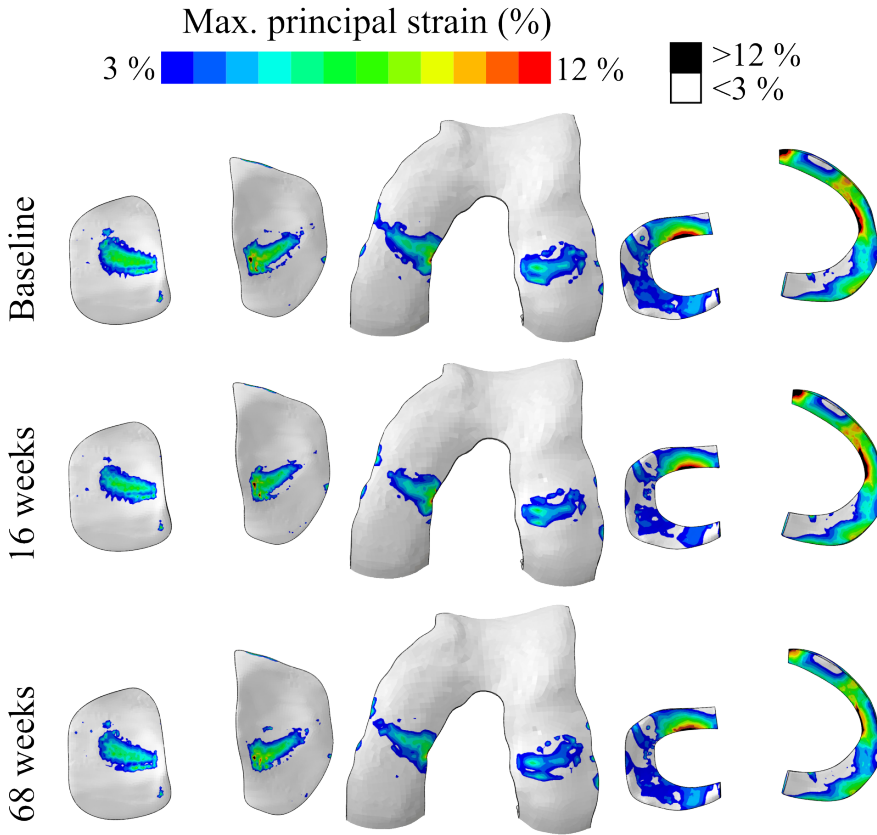 Max. principal strain (%)
3 %
12 %
>12 %
<3 %
Baseline
16 weeks
68 weeks